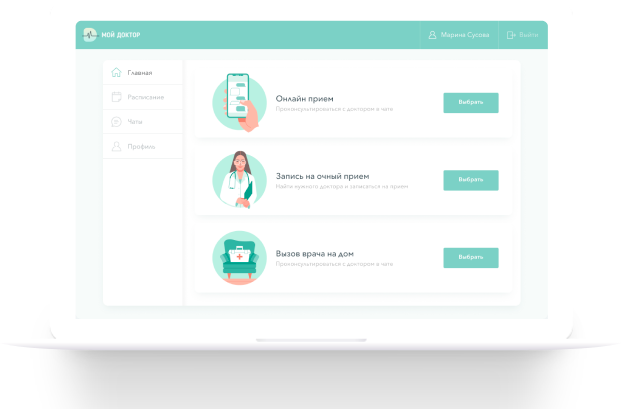 МОЙ ДОКТОР
Марина Сусова
Выйти
Главная
Расписание
Чаты
Профиль
Онлайн прием
Проконсультироваться с доктором в чате
Выбрать
Запись на очный прием
Найти нужного доктора и записаться на прием
Выбрать
Вызов врача на дом
Проконсультироваться с доктором в чате
Выбрать